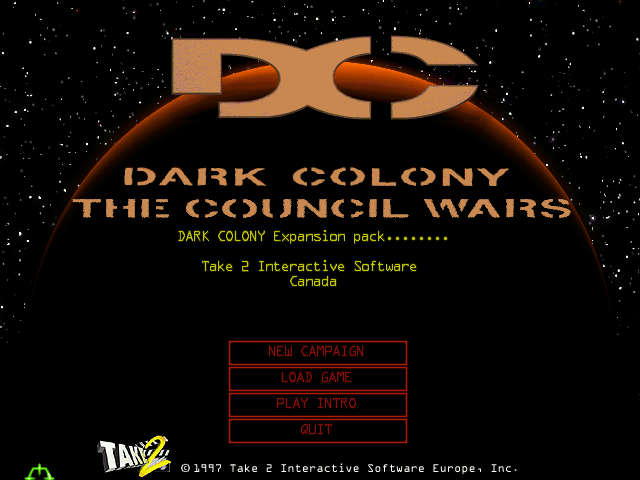 DC
DARK COLONY
THE COUNCIL WARS
DARK COLONY Expansion pack........
Take 2 Interactive Software
Canada
NEW CAMPAIGN
LOAD GAME
PLAY INTRO
QUIT
TAKE 2
©1997 Take 2 Interactive Software Europe, Inc.